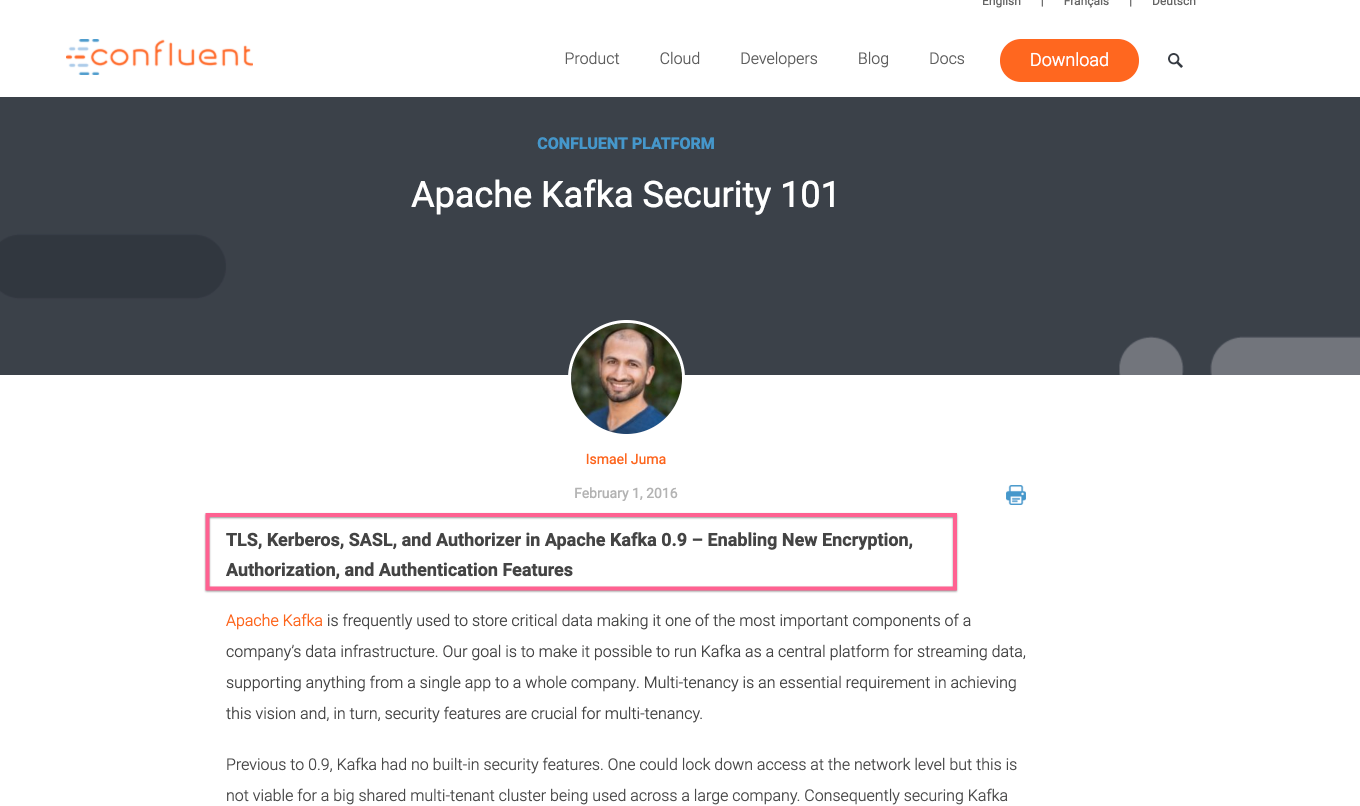 English | Français | Deutsch
confluent
Product Cloud Developers Blog Docs Download
CONFLUENT PLATFORM
Apache Kafka Security 101
Ismael Juma
February 1, 2016
TLS, Kerberos, SASL, and Authorizer in Apache Kafka 0.9 – Enabling New Encryption,
Authorization, and Authentication Features
Apache Kafka is frequently used to store critical data making it one of the most important components of a
company's data infrastructure. Our goal is to make it possible to run Kafka as a central platform for streaming data,
supporting anything from a single app to a whole company. Multi-tenancy is an essential requirement in achieving
this vision and, in turn, security features are crucial for multi-tenancy.
Previous to 0.9, Kafka had no built-in security features. One could lock down access at the network level but this is
not viable for a big shared multi-tenant cluster being used across a large company. Consequently securing Kafka